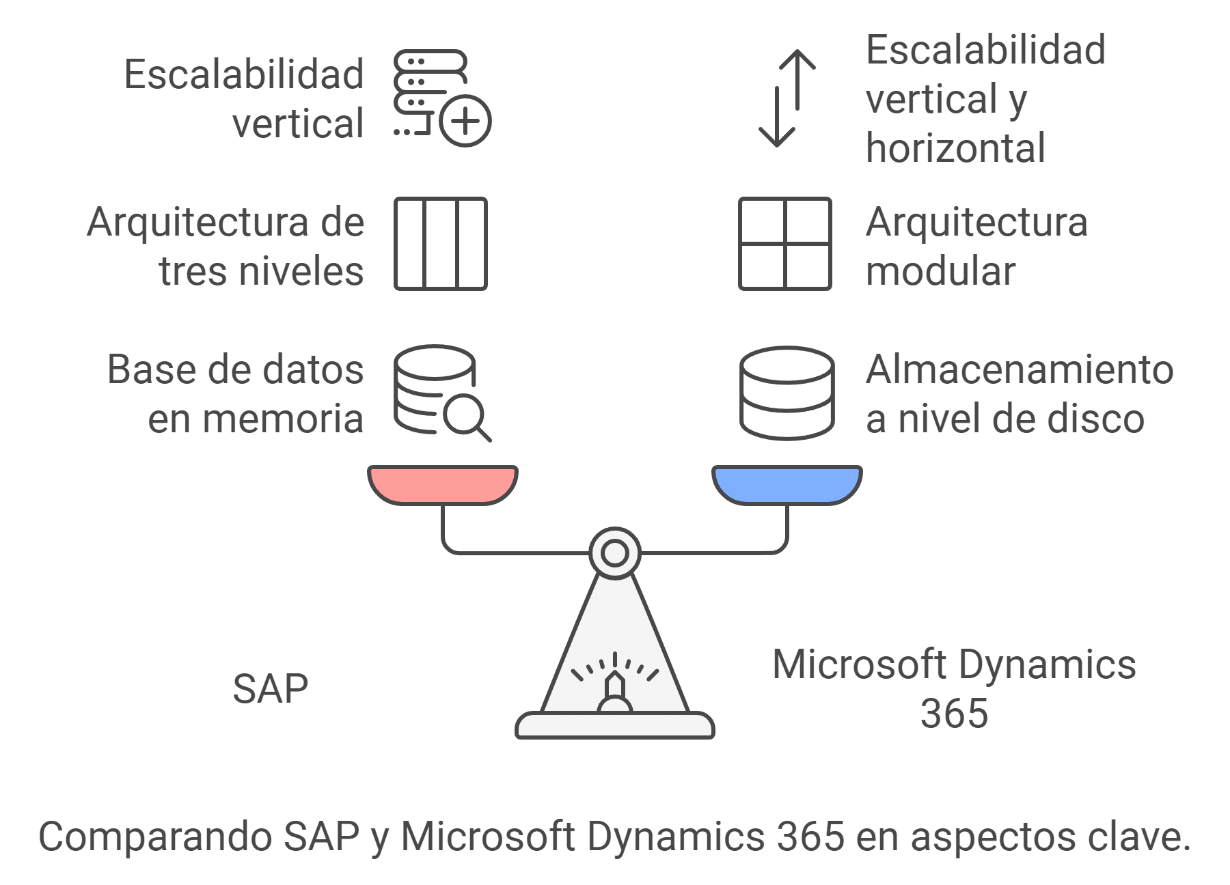 Escalabilidad
vertical
Escalabilidad
vertical y
horizontal
Arquitectura de
tres niveles
Arquitectura
modular
Base de datos
en memoria
Almacenamiento
a nivel de disco
SAP
Microsoft Dynamics
365
Comparando SAP y Microsoft Dynamics 365 en aspectos clave.